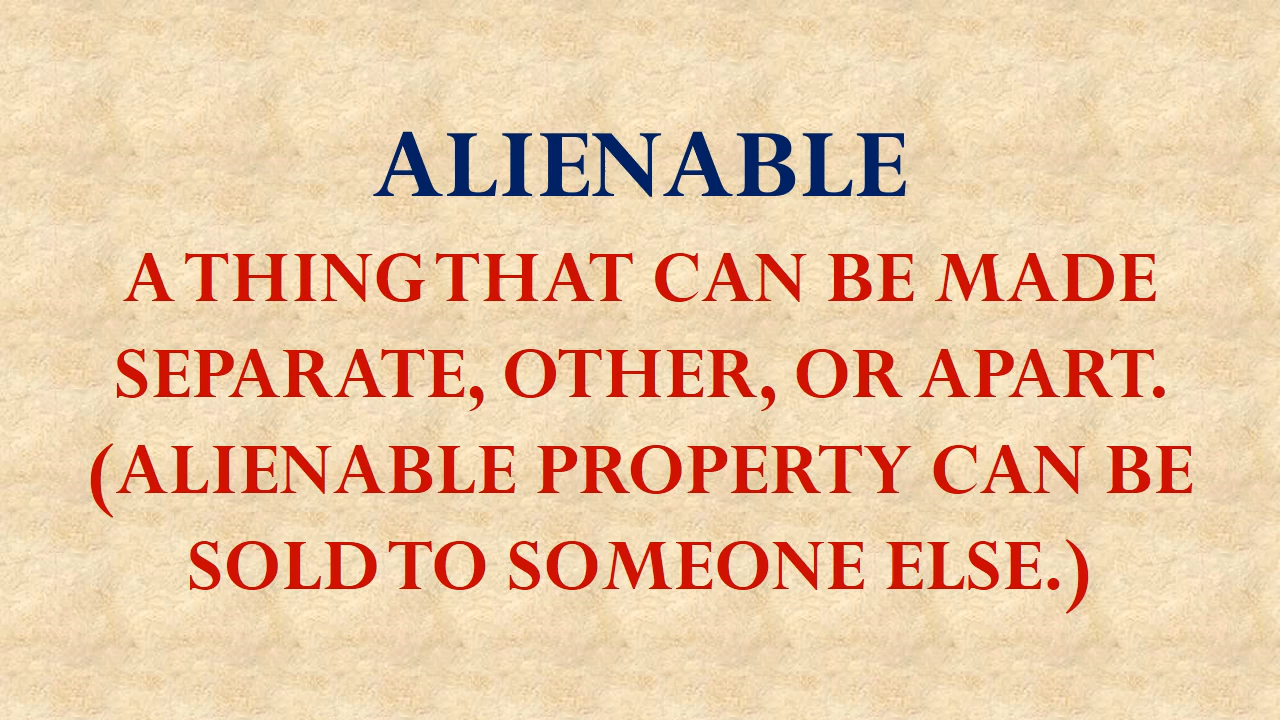 ALIENABLE
A THING THAT CAN BE MADE
SEPARATE, OTHER, OR APART.
(ALIENABLE PROPERTY CAN BE
SOLD TO SOMEONE ELSE.)